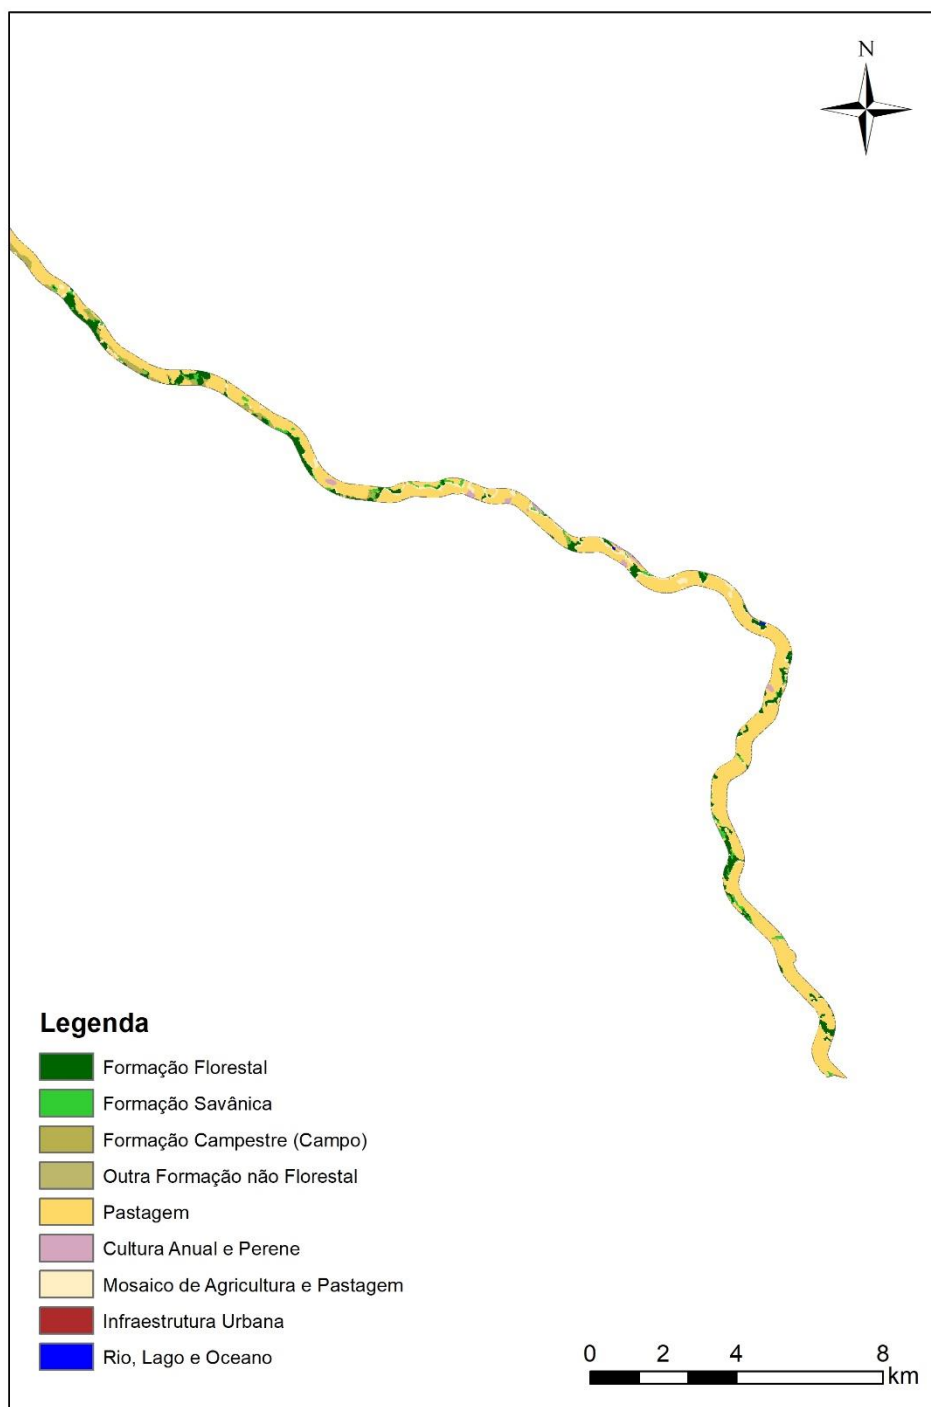 N
Legenda
Formação Florestal
Formação Savânica
Formação Campestre (Campo)
Outra Formação não Florestal
Pastagem
Cultura Anual e Perene
Mosaico de Agricultura e Pastagem
Infraestrutura Urbana
Rio, Lago e Oceano
0 2 4 8
km